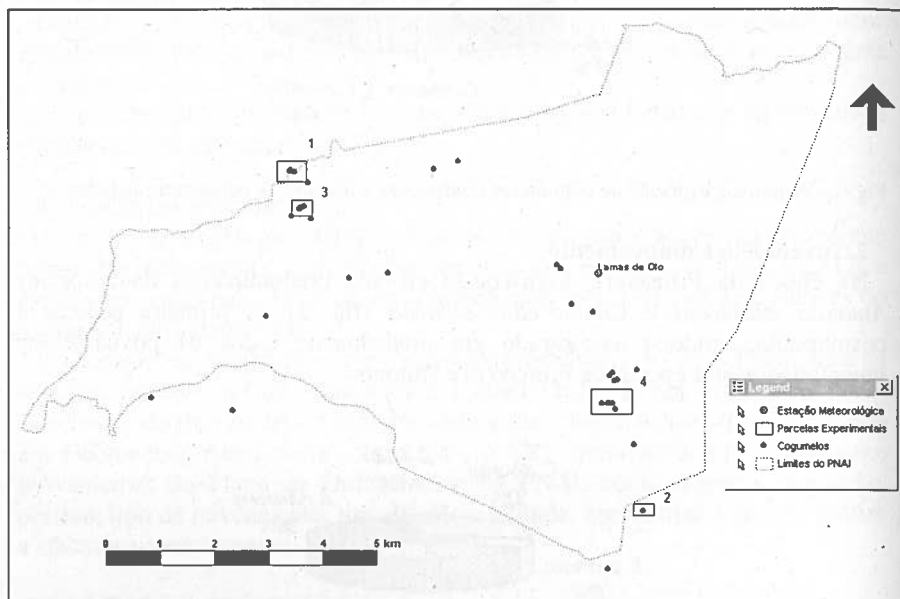 1
3
Lamas de Olo
4
Legend
Estação Meteorológica
Parcelas Experimentais
Cogumelos
Limites do PNAl
2
0 1 2 3 4 5 km